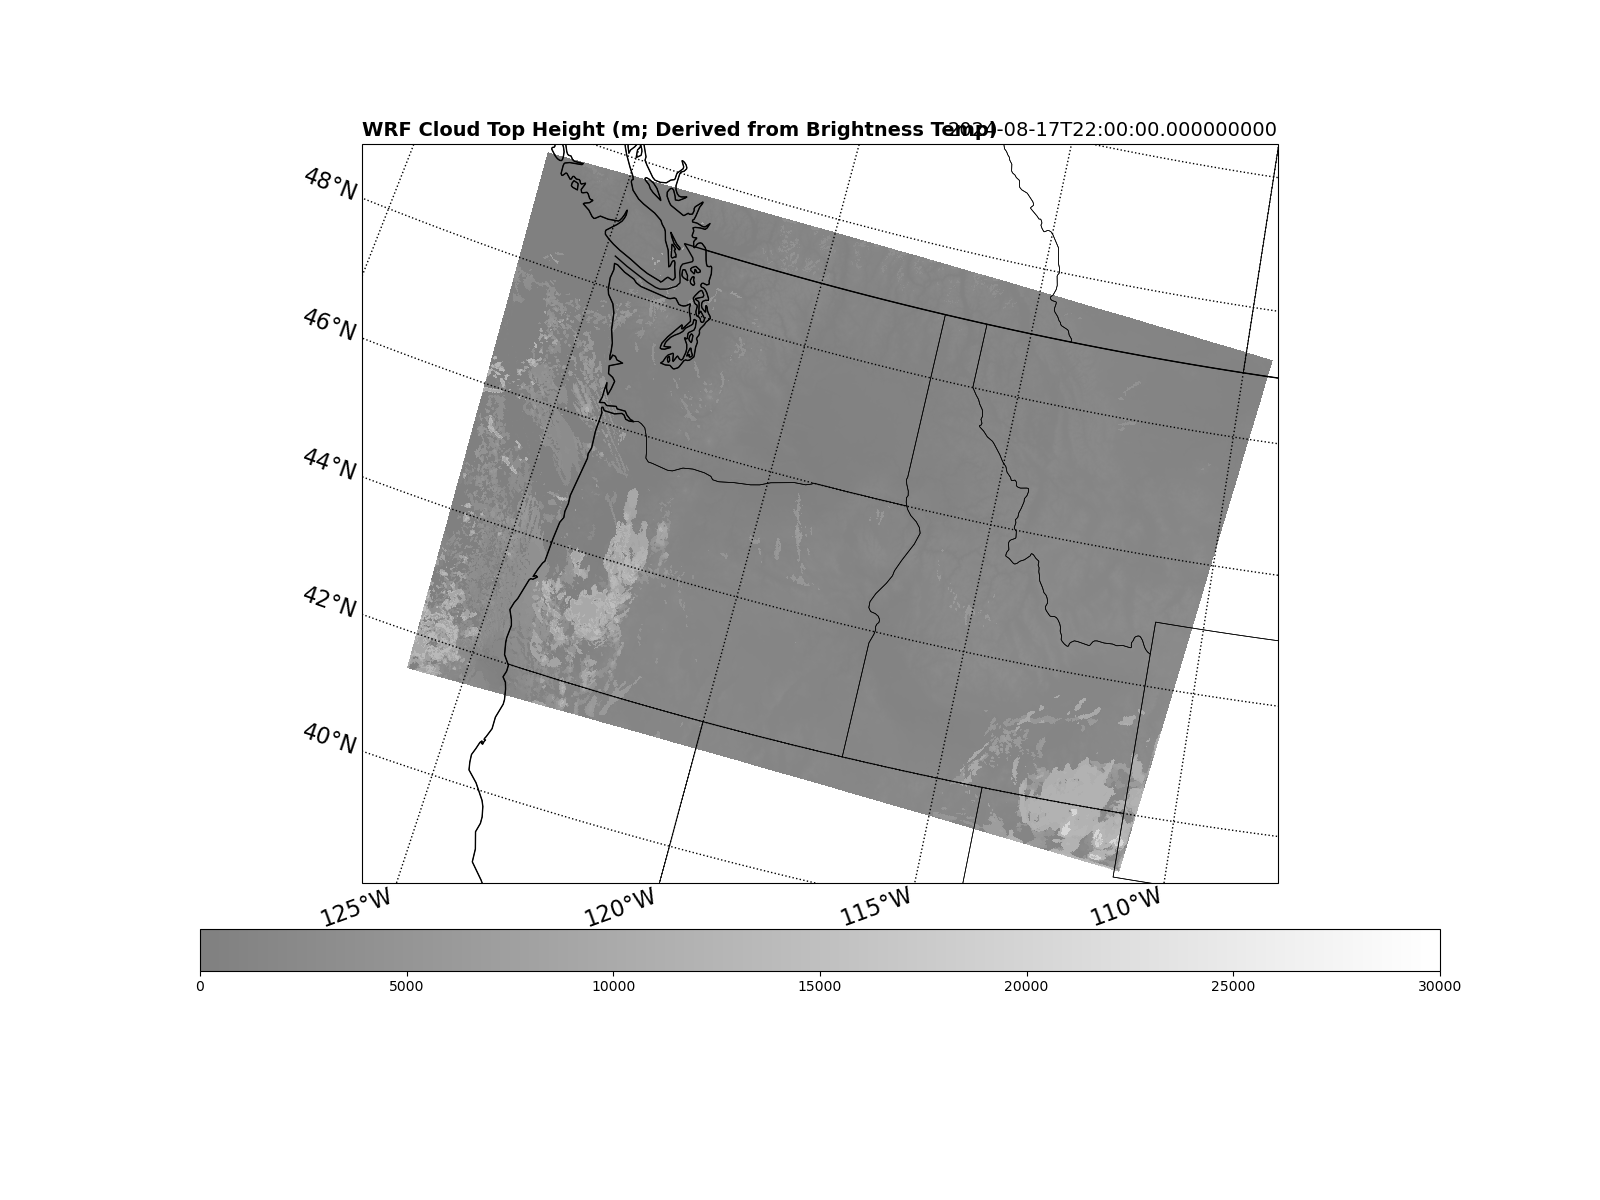 WRF Cloud Top Height (m; Derived from Brightness Temp) 2024-08-17T22:00:00.000000000
48°N
46°N
44°N
42°N
40°N
125°W 120°W 115°W 110°W
0 5000 10000 15000 20000 25000 30000